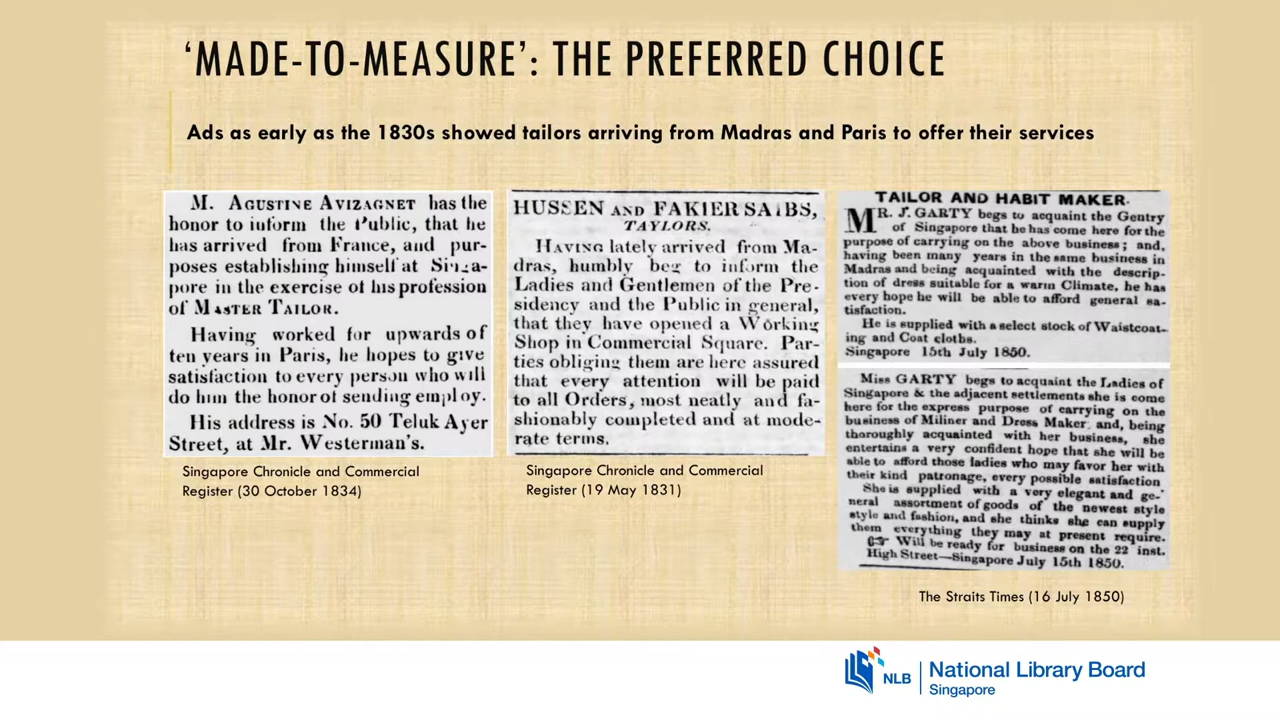 ‘MADE-TO-MEASURE’: THE PREFERRED CHOICE
Ads as early as the 1830s showed tailors arriving from Madras and Paris to offer their services
M. AGUSTINE AVIZAGNET has the
honor to inform the Public, that he
has arrived from France, and pur-
poses establishing himself at Singa-
pore in the exercise of his profession
of MASTER TAILOR.
Having worked for upwards of
ten years in Paris, he hopes to give
satisfaction to every person who will
do him the honor of sending employ.
His address is No. 50 Teluk Ayer
Street, at Mr. Westerman's.
Singapore Chronicle and Commercial
Register (30 October 1834)
HUSSEN AND FAKIER SAIBS,
TAYLORS.
HAVING lately arrived from Ma-
dras, humbly beg to inform the
Ladies and Gentlemen of the Pre-
sidency and the Public in general,
that they have opened a Working
Shop in Commercial Square. Par-
ties obliging them are here assured
that every attention will be paid
to all Orders, most neatly and fa-
shionably completed and at mode-
rate terms.
Singapore Chronicle and Commercial
Register (19 May 1831)
TAILOR AND HABIT MAKER.
MR. J. GARTY begs to acquaint the Gentry
of Singapore that he has come here for the
purpose of carrying on the above business; and,
having been many years in the same business in
Madras and being acquainted with the descrip-
tion of dress suitable for a warm Climate, he has
every hope he will be able to afford general sa-
tisfaction.
He is supplied with a select stock of Waistcoat-
ing and Coat cloths.
Singapore 15th July 1850.
Miss GARTY begs to acquaint the Ladies of
Singapore & the adjacent settlements she is come
here for the express purpose of carrying on the
business of Miliner and Dress Maker and, being
thoroughly acquainted with her business, she
entertains a very confident hope that she will be
able to afford those ladies who may favor her with
their kind patronage, every possible satisfaction
She is supplied with a very elegant and ge-
neral assortment of goods of the newest style
style and fashion, and she thinks she can supply
them everything they may at present require.
☞ Will be ready for business on the 22 inst.
High Street—Singapore July 15th 1850.
The Straits Times (16 July 1850)
NLB
National Library Board
Singapore